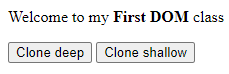 Welcome to my First DOM class
Clone deep Clone shallow